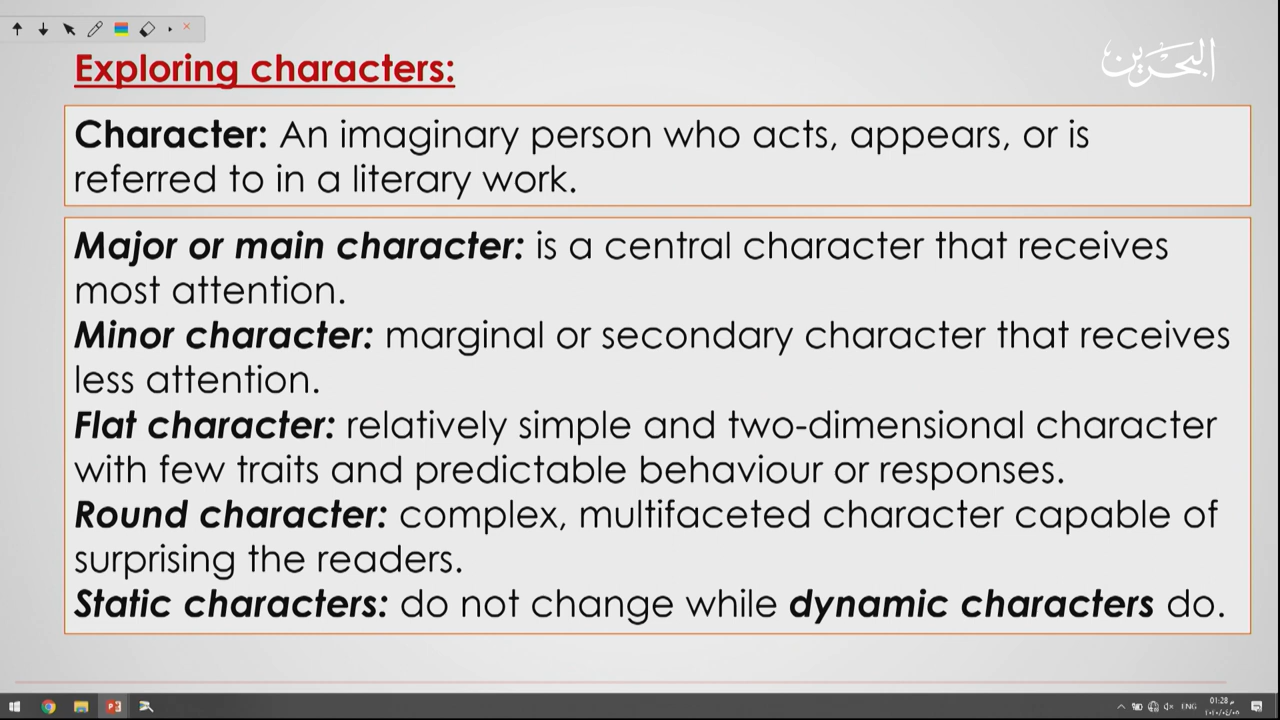 Exploring characters:
البحرين
Character: An imaginary person who acts, appears, or is
referred to in a literary work.
Major or main character: is a central character that receives
most attention.
Minor character: marginal or secondary character that receives
less attention.
Flat character: relatively simple and two-dimensional character
with few traits and predictable behaviour or responses.
Round character: complex, multifaceted character capable of
surprising the readers.
Static characters: do not change while dynamic characters do.
ENG
01:28 م